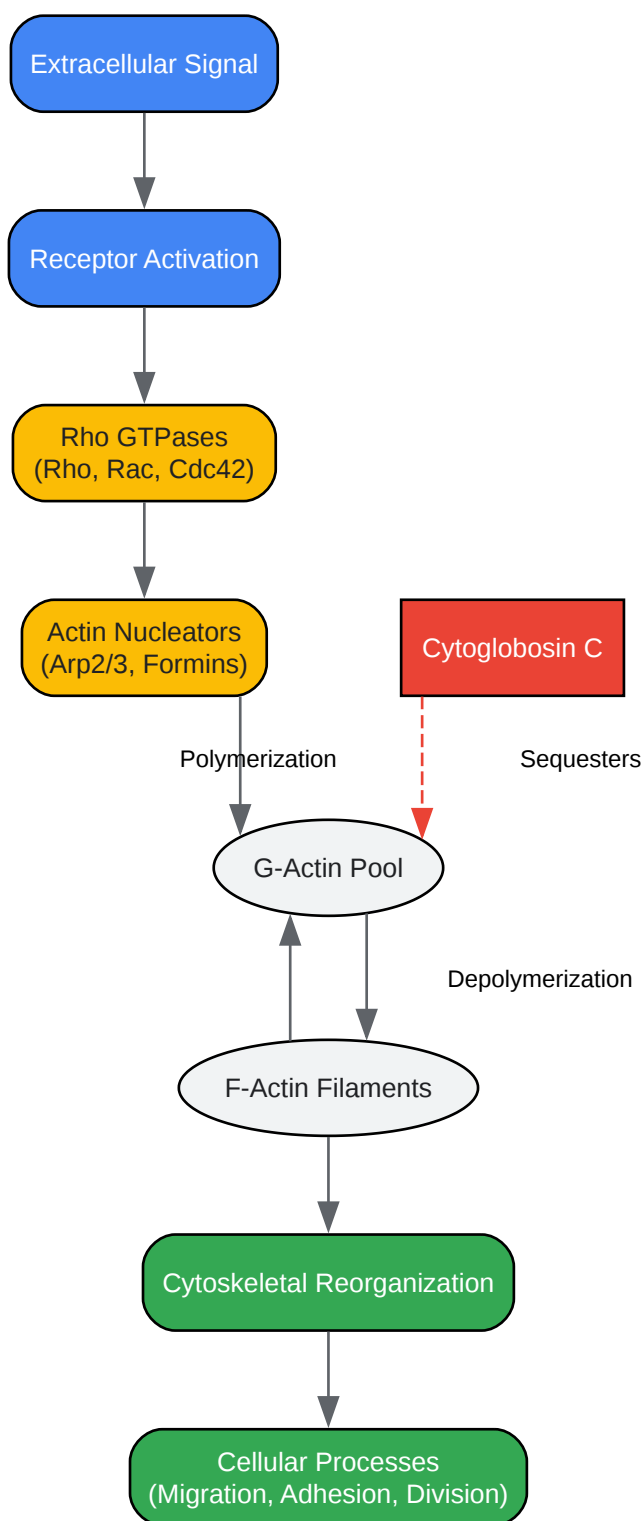 Extracellular Signal
Receptor Activation
Rho GTPases
(Rho, Rac, Cdc42)
Actin Nucleators
(Arp2/3, Formins)
Cytoglobosin C
Polymerization
Sequesters
G-Actin Pool
Depolymerization
F-Actin Filaments
Cytoskeletal Reorganization
Cellular Processes
(Migration, Adhesion, Division)